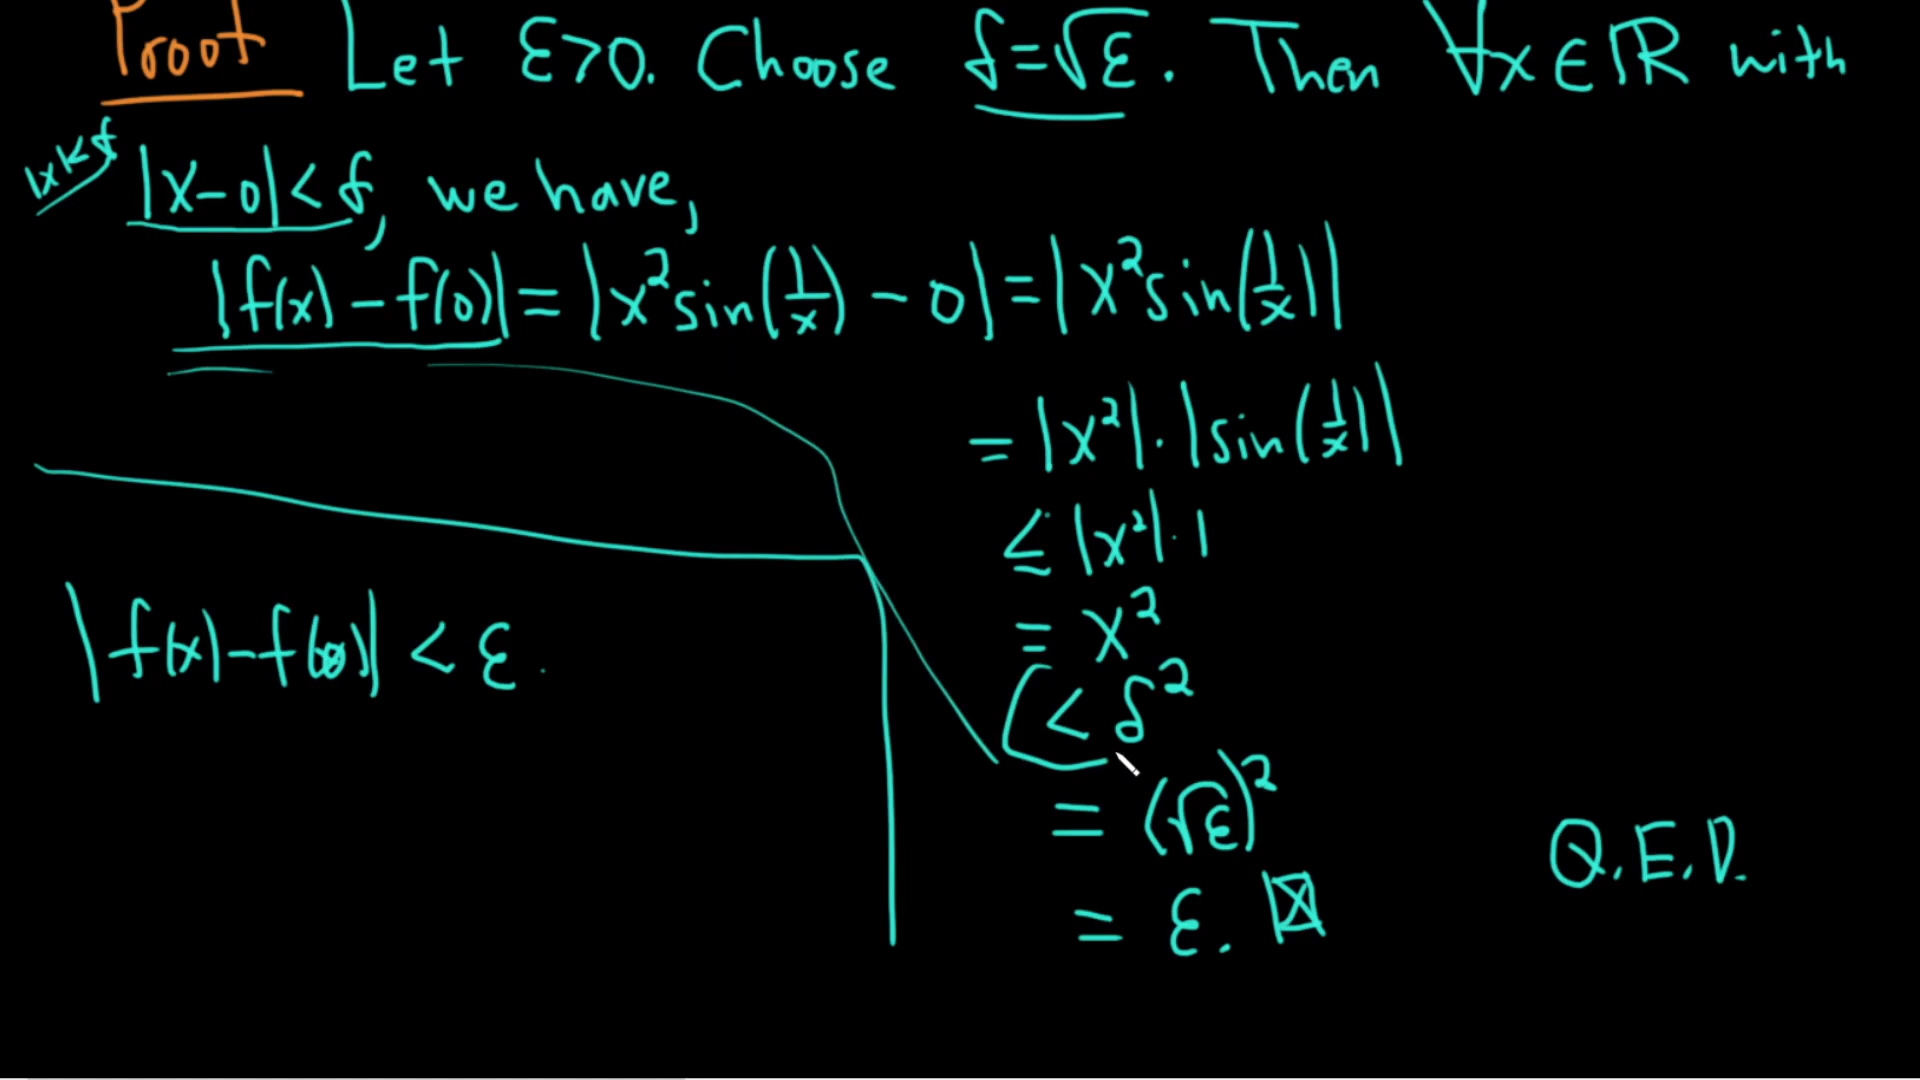 Proof Let ε>0. Choose δ=√ε. Then ∀x∈ℝ with
|x|<δ
|x-0|<δ, we have,
|f(x)-f(0)|=|x²sin(1/x)-0|=|x²sin(1/x)|
=|x²|·|sin(1/x)|
≤|x²|·1
=x²
<δ²
=(√ε)²
=ε. ☒
|f(x)-f(0)|<ε.
Q.E.D.